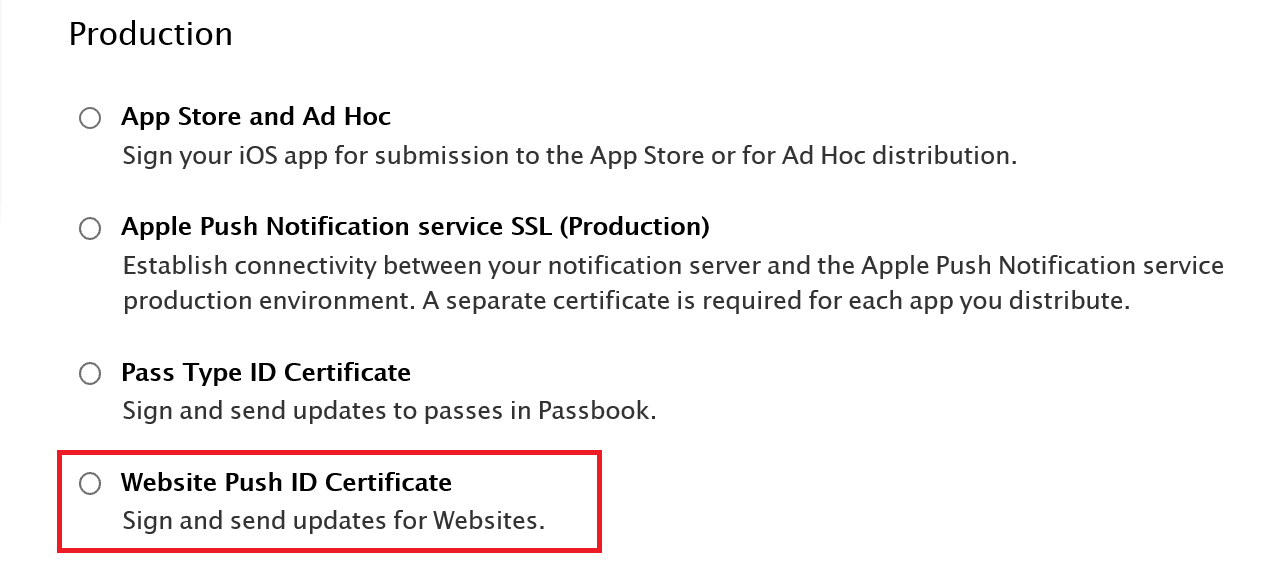 Production
App Store and Ad Hoc
Sign your iOS app for submission to the App Store or for Ad Hoc distribution.
Apple Push Notification service SSL (Production)
Establish connectivity between your notification server and the Apple Push Notification service
production environment. A separate certificate is required for each app you distribute.
Pass Type ID Certificate
Sign and send updates to passes in Passbook.
Website Push ID Certificate
Sign and send updates for Websites.